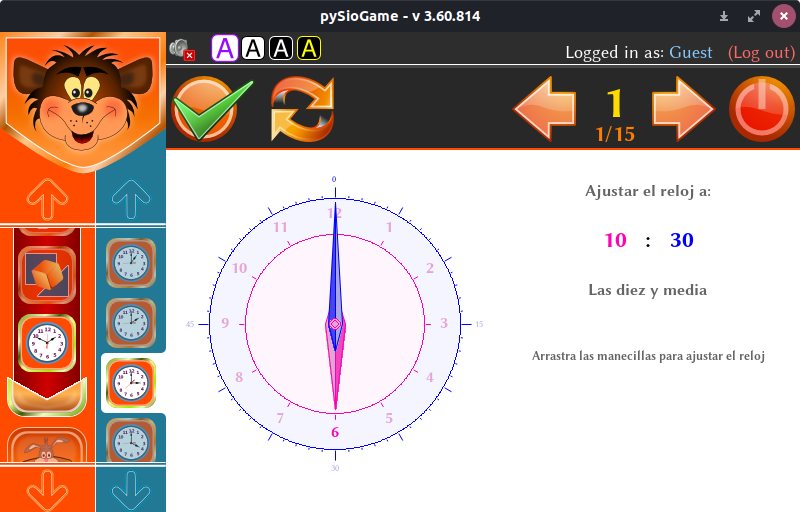 pySioGame - v 3.60.814
A A A A
Logged in as: Guest (Log out)
1
1/15
Ajustar el reloj a:
10 : 30
Las diez y media
Arrastra las manecillas para ajustar el reloj
0
12
11 1
10 2
45 9 3 15
8 4
7 5
6
30